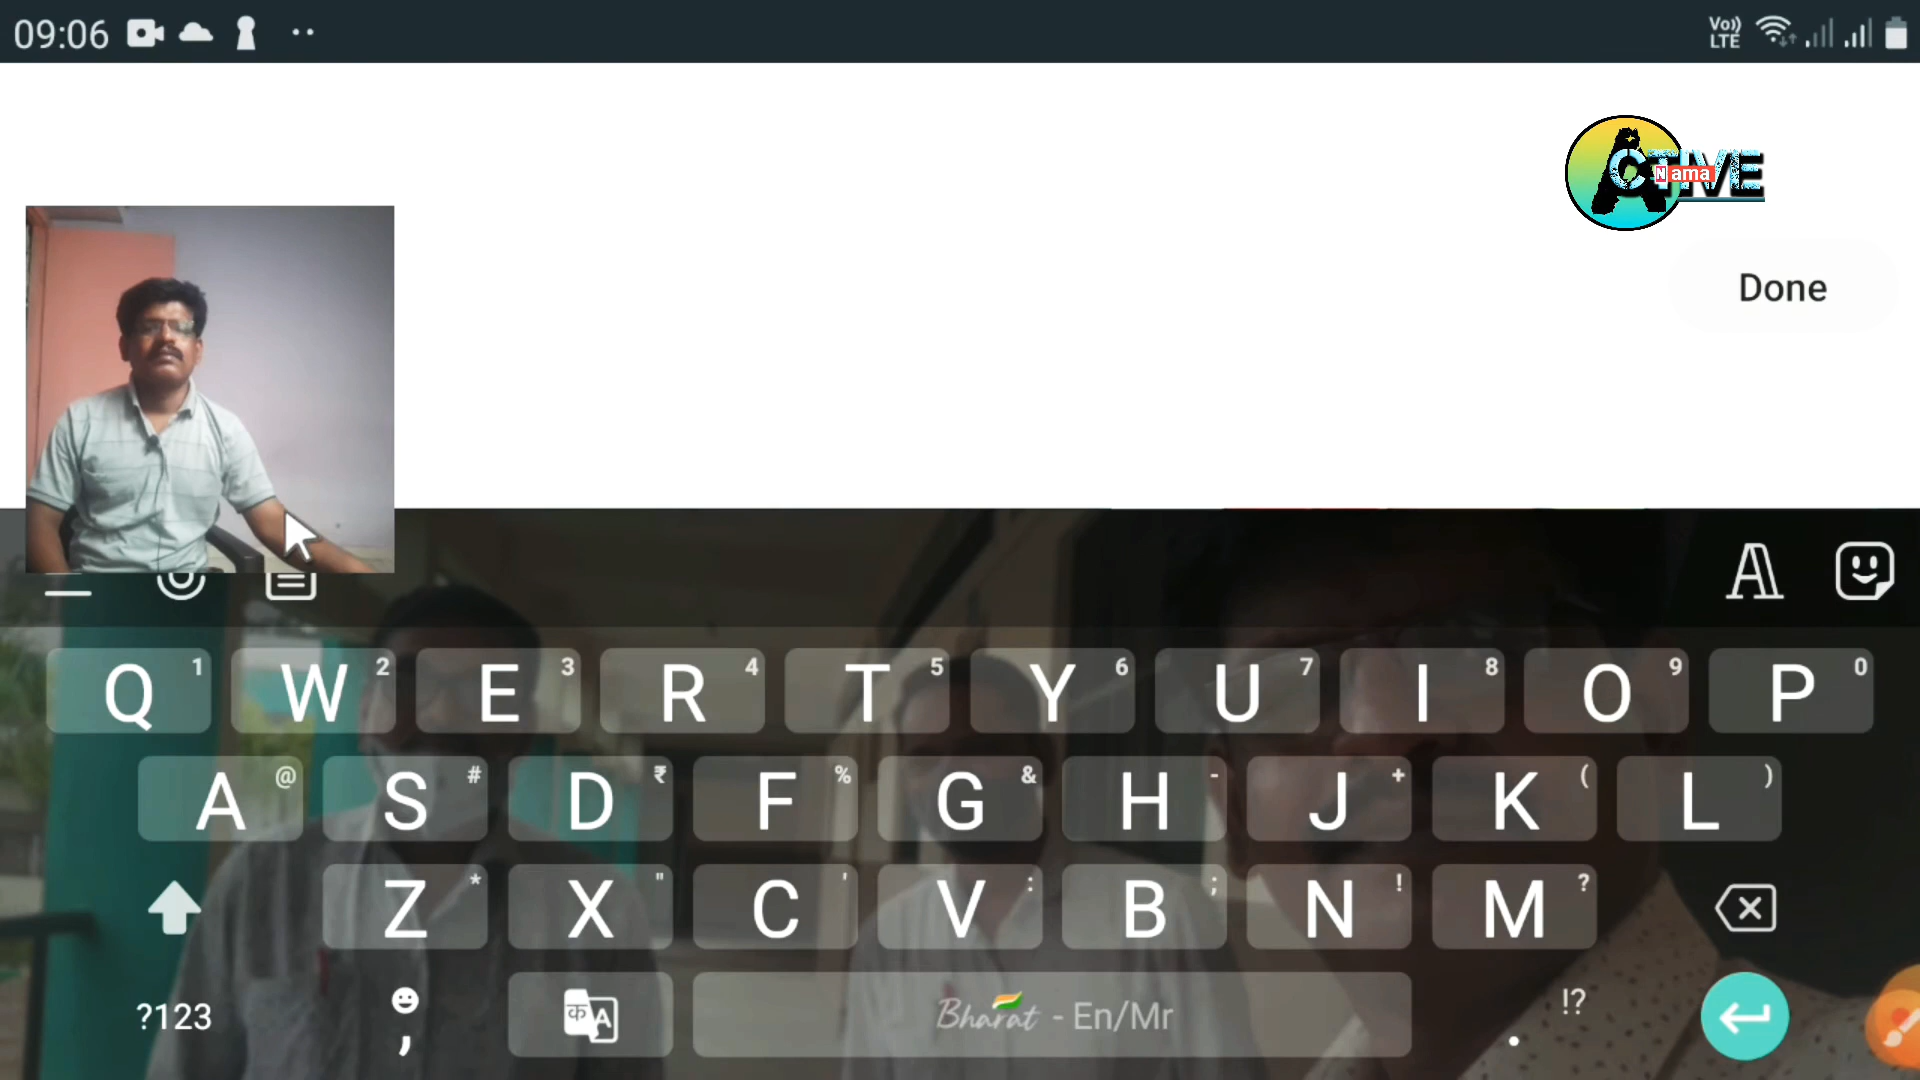 09:06 Vo)) LTE
ACTIVE
Nama
Done
Q 1 W 2 E 3 R 4 T 5 Y 6 U 7 I 8 O 9 P 0
A @ S # D ₹ F % G & H - J + K ( L )
Z * X " C ' V : B ; N ! M ?
?123 , क A Bharat - En/Mr . !?